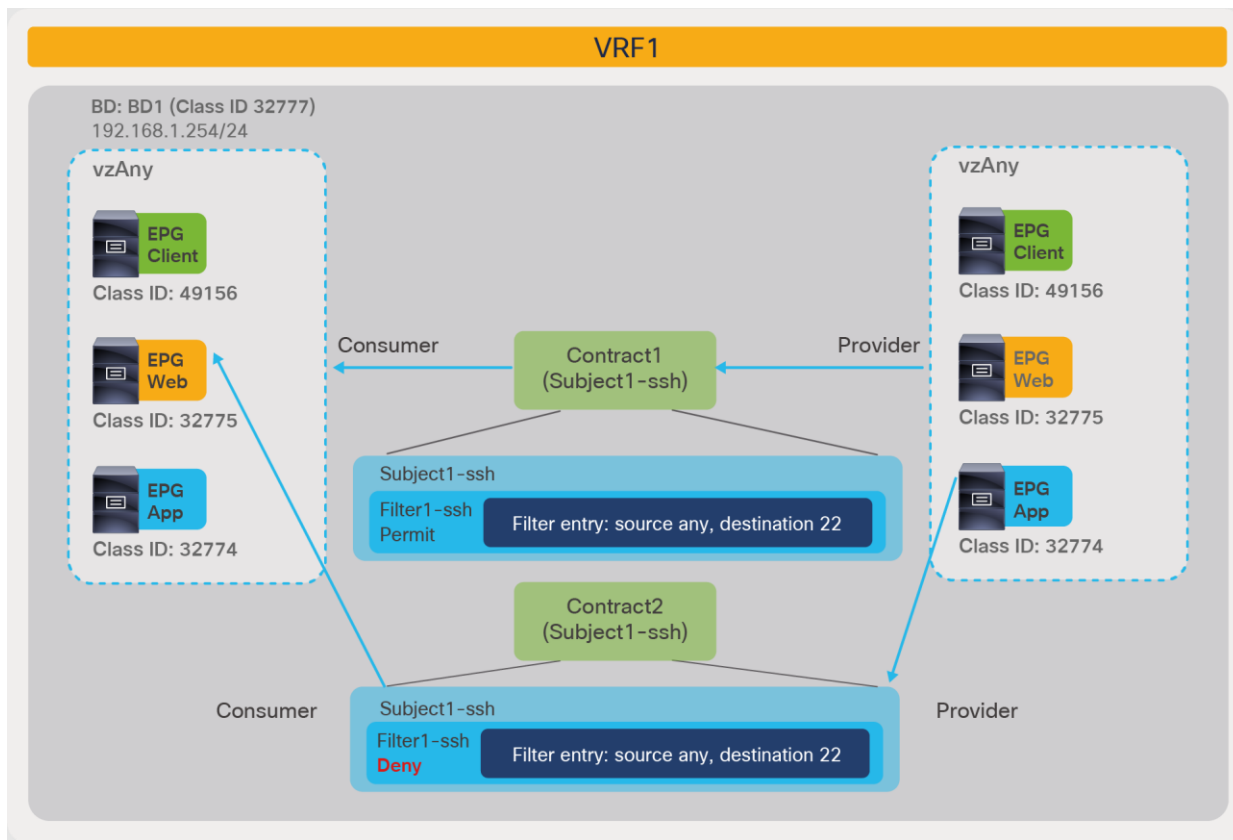 VRF1
BD: BD1 (Class ID 32777)
192.168.1.254/24
vzAny
EPG
Client
Class ID: 49156
EPG
Web
Class ID: 32775
EPG
App
Class ID: 32774
vzAny
EPG
Client
Class ID: 49156
EPG
Web
Class ID: 32775
EPG
App
Class ID: 32774
Consumer
Contract1
(Subject1-ssh)
Provider
Subject1-ssh
Filter1-ssh
Permit
Filter entry: source any, destination 22
Contract2
(Subject1-ssh)
Consumer
Provider
Subject1-ssh
Filter1-ssh
Deny
Filter entry: source any, destination 22